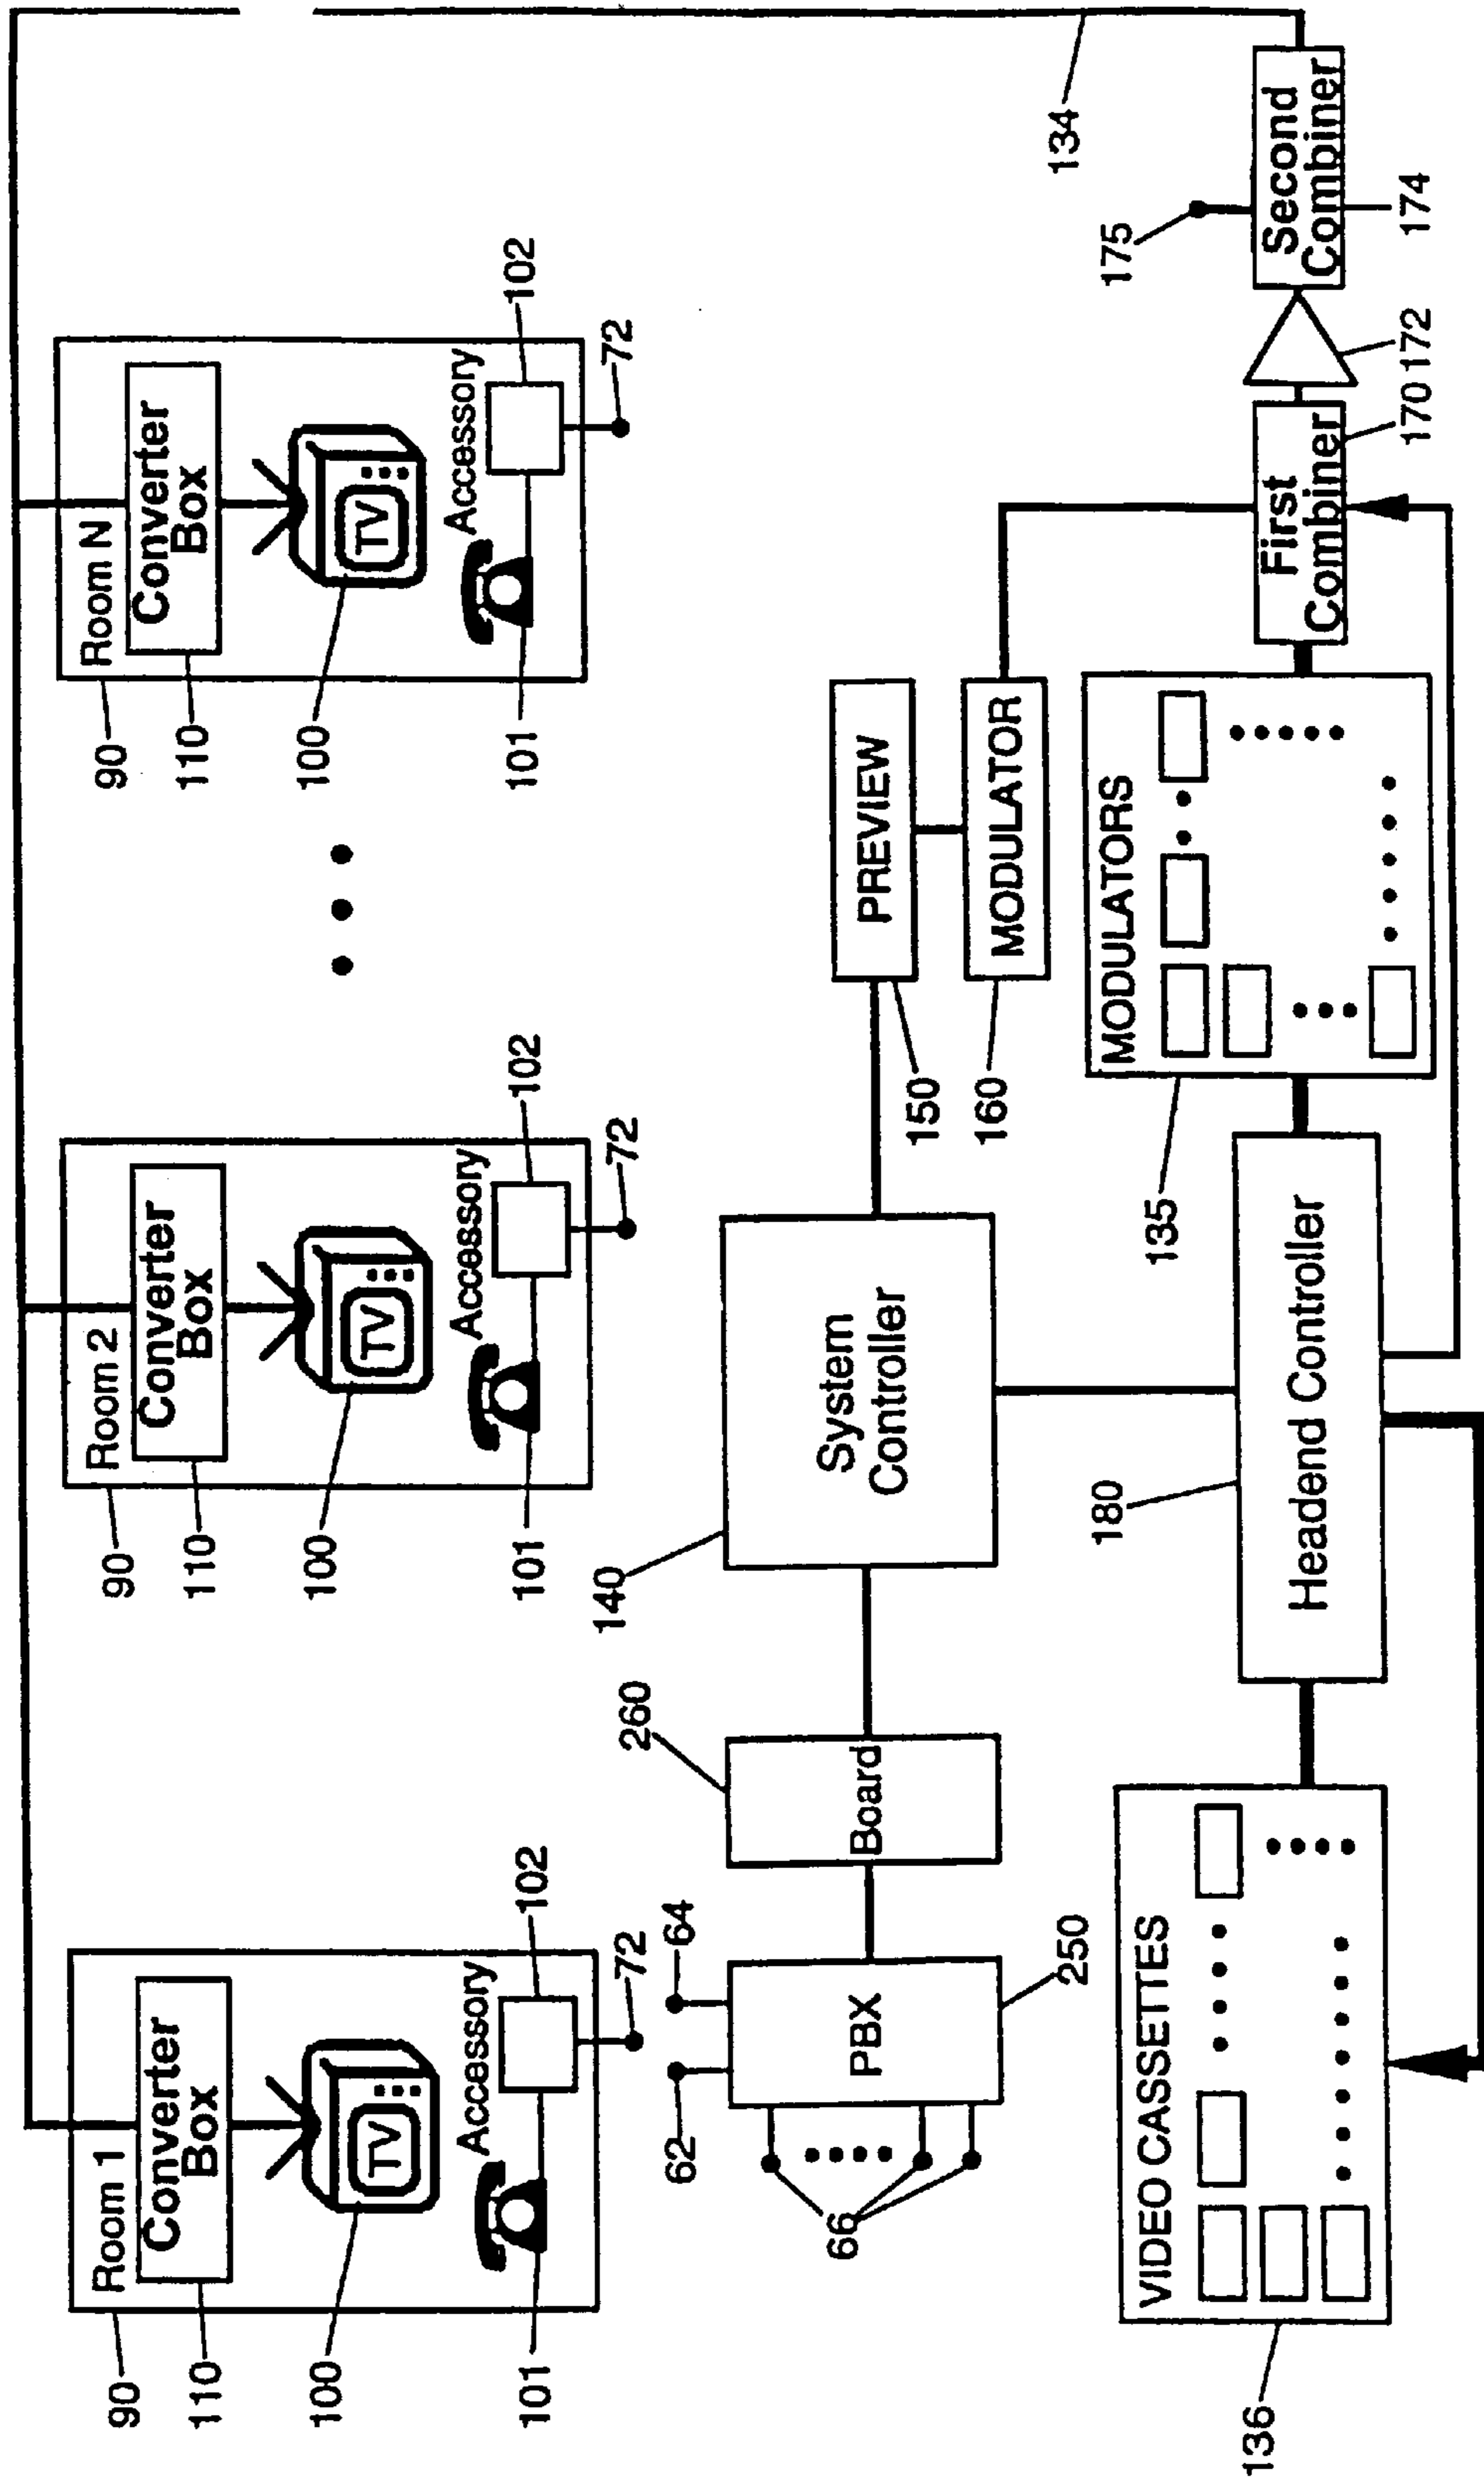 Room 1
Converter
Box
TV
Accessory
90
110
100
101
102
72
Room 2
Converter
Box
TV
Accessory
90
110
100
101
102
72
Room N
Converter
Box
TV
Accessory
90
110
100
101
102
72
62
64
66
PBX
250
Board
260
System
Controller
140
PREVIEW
150
MODULATOR
160
134
VIDEO CASSETTES
136
Headend Controller
180
MODULATORS
135
First
Combiner
170
172
Second
Combiner
174
175